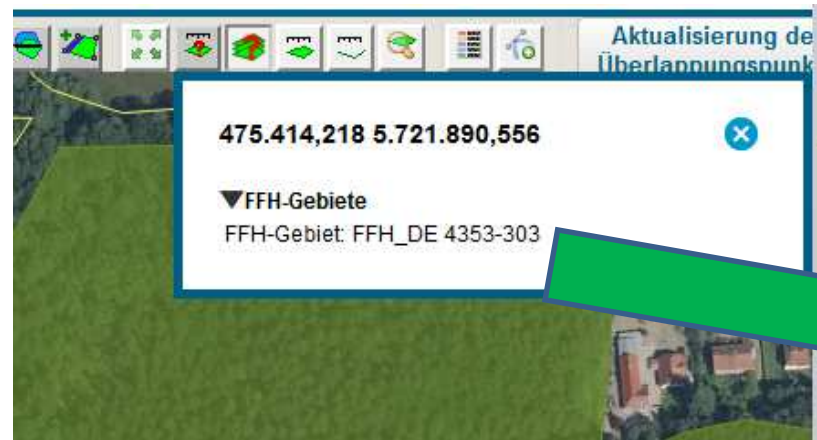 Aktualisierung de
Überlappungspunk
475.414,218 5.721.890,556
▼FFH-Gebiete
FFH-Gebiet: FFH_DE 4353-303